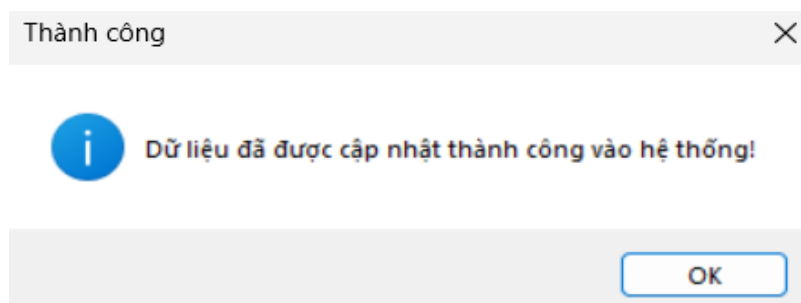 Thành công
Dữ liệu đã được cập nhật thành công vào hệ thống!
OK